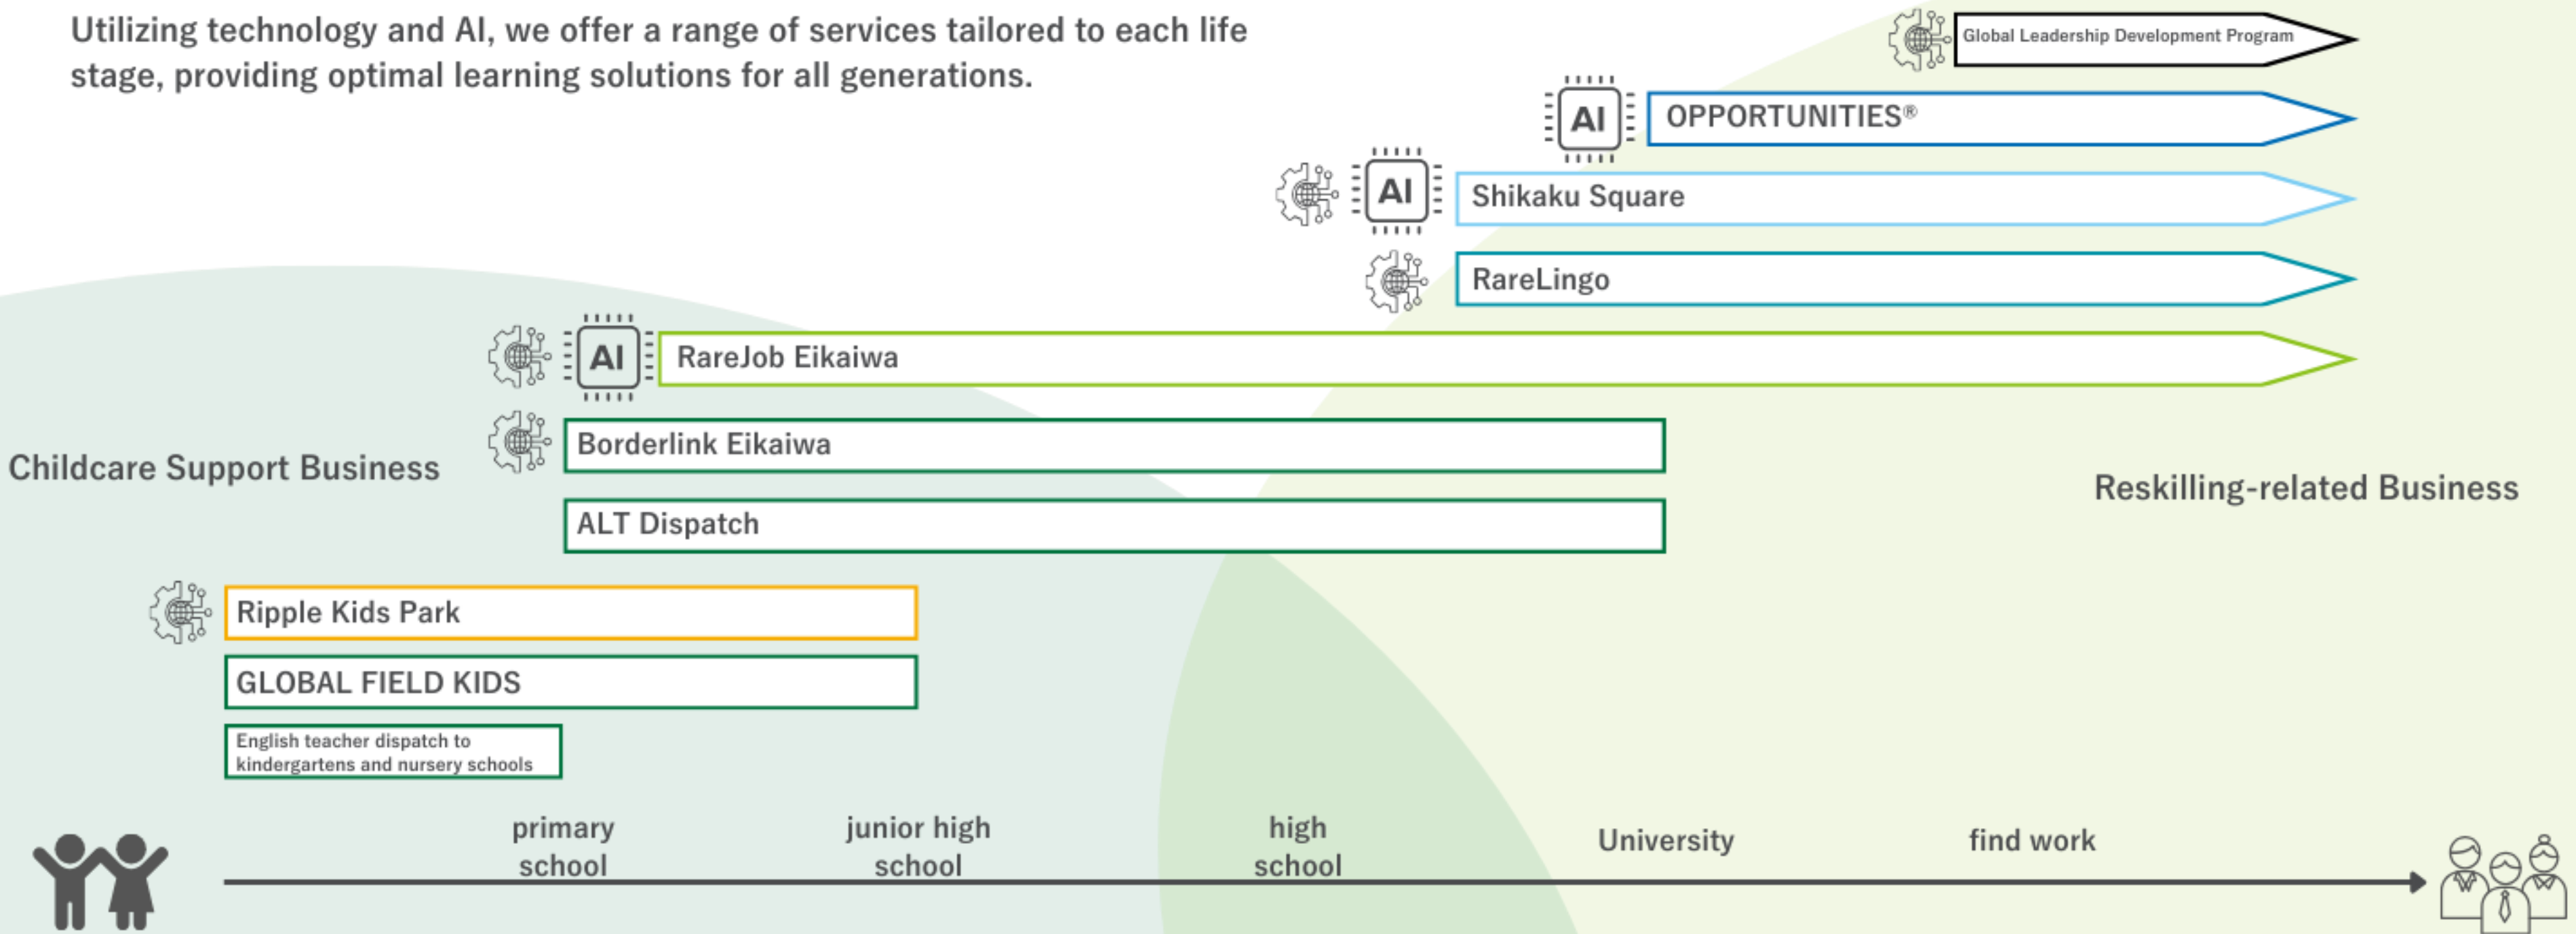 Utilizing technology and AI, we offer a range of services tailored to each life
stage, providing optimal learning solutions for all generations.
Global Leadership Development Program
AI
OPPORTUNITIES®
AI
Shikaku Square
RareLingo
AI
RareJob Eikaiwa
Borderlink Eikaiwa
Childcare Support Business
Reskilling-related Business
ALT Dispatch
Ripple Kids Park
GLOBAL FIELD KIDS
English teacher dispatch to
kindergartens and nursery schools
primary
school
junior high
school
high
school
University
find work